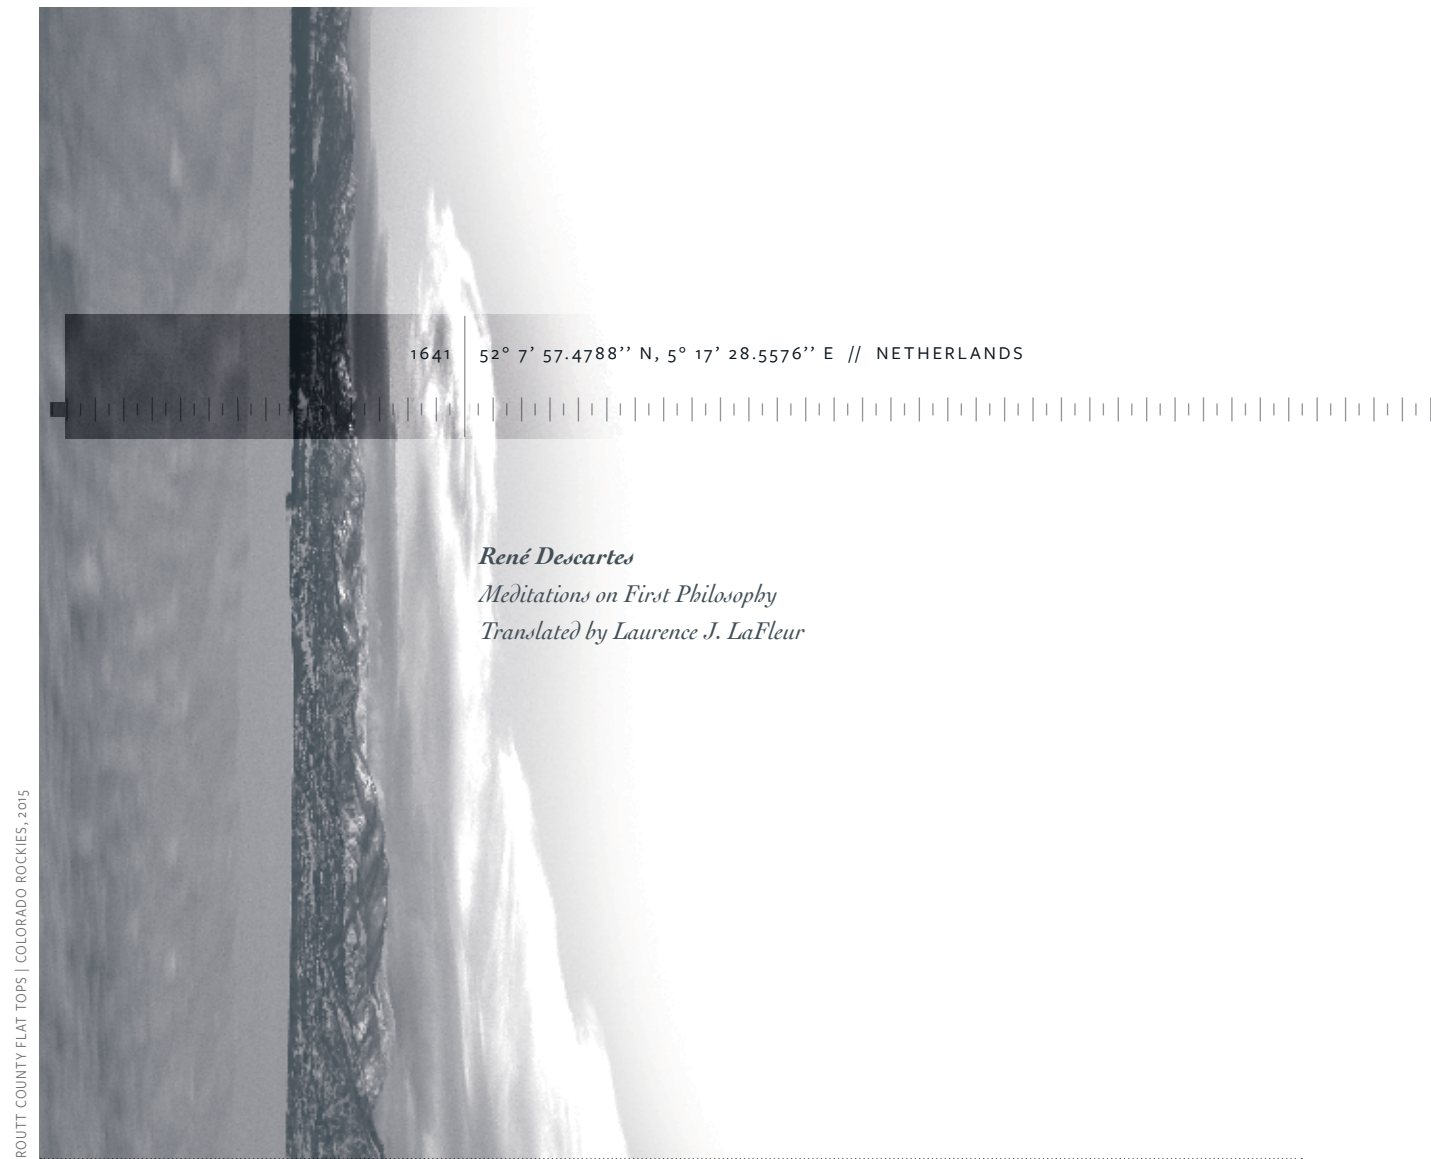 1641 52° 7’ 57.4788’’ N, 5° 17’ 28.5576’’ E // NETHERLANDS
René Descartes
Meditations on First Philosophy
Translated by Laurence J. LaFleur
ROUTT COUNTY FLAT TOPS | COLORADO ROCKIES, 2015